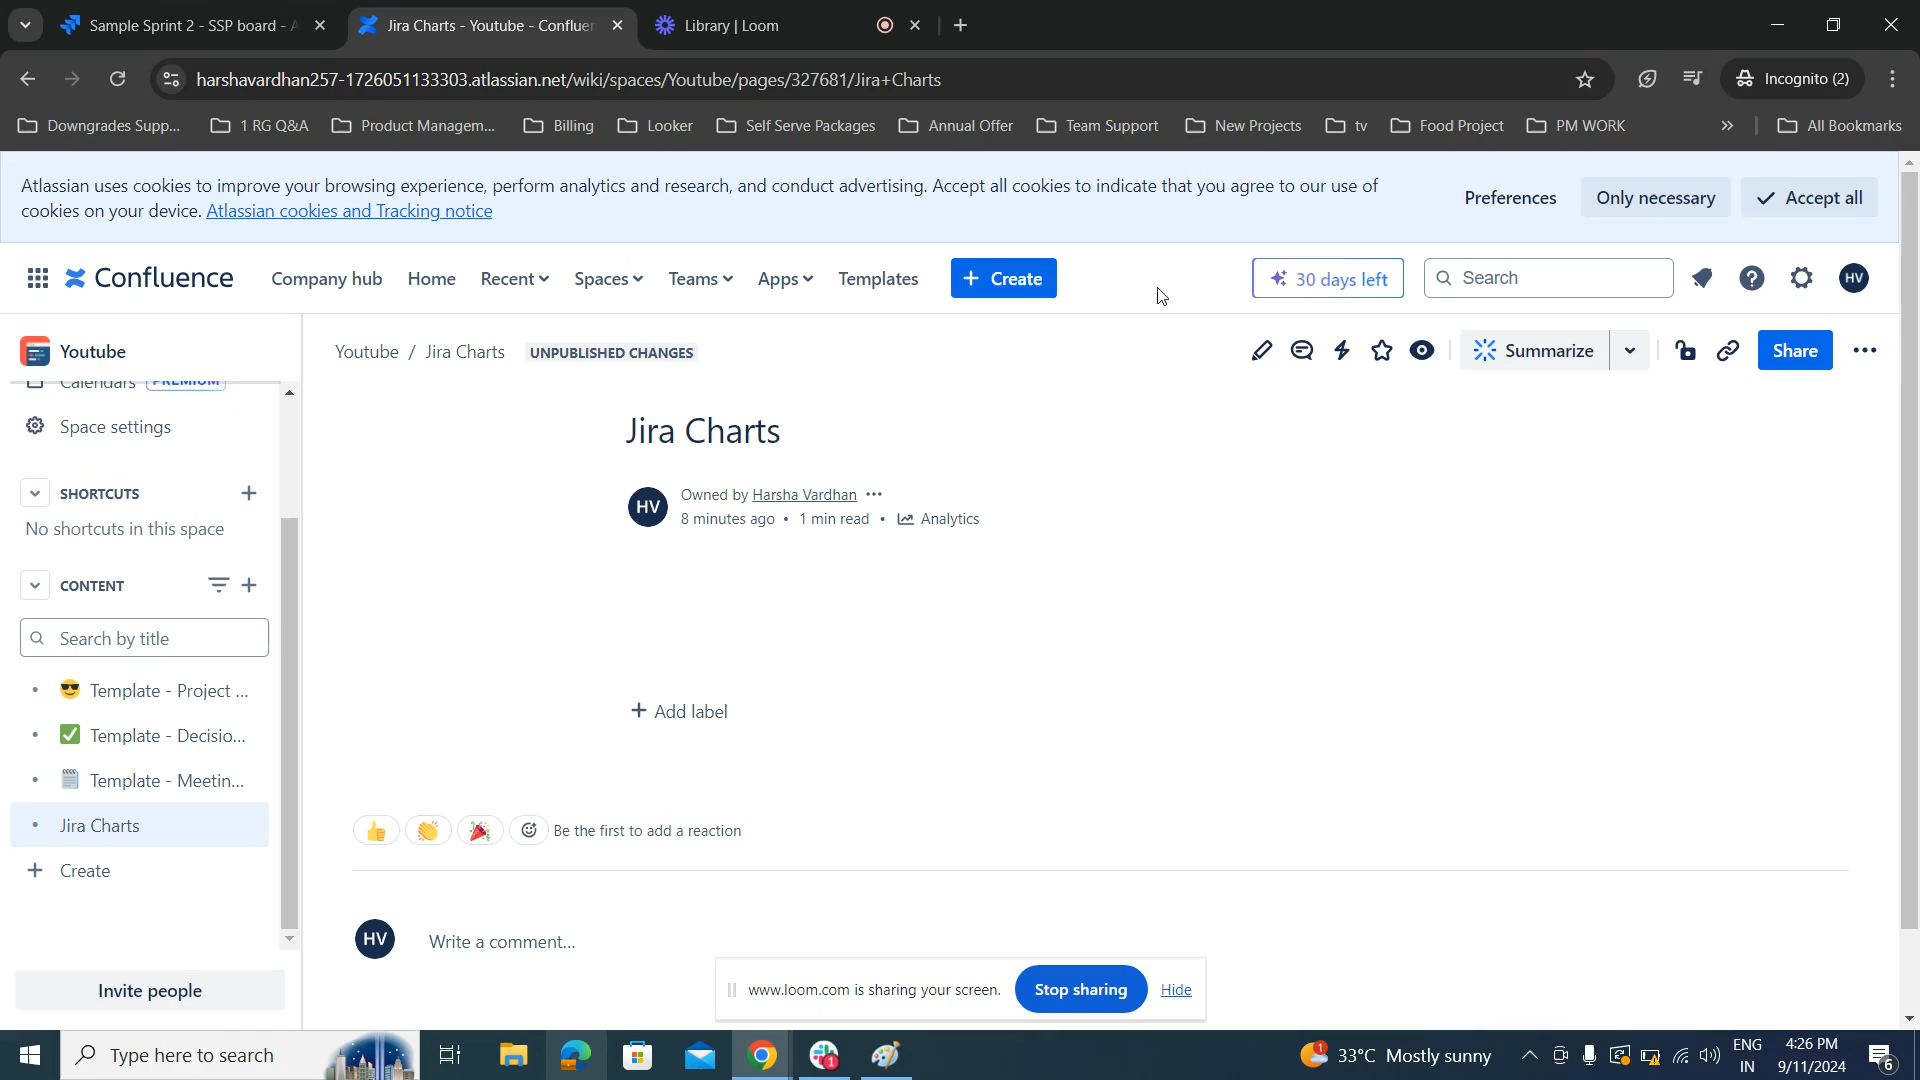 Sample Sprint 2 - SSP board - A
Jira Charts - Youtube - Confluen
Library | Loom
harshavardhan257-1726051133303.atlassian.net/wiki/spaces/Youtube/pages/327681/Jira+Charts
Incognito (2)
Downgrades Supp...
1 RG Q&A
Product Managem...
Billing
Looker
Self Serve Packages
Annual Offer
Team Support
New Projects
tv
Food Project
PM WORK
All Bookmarks
Atlassian uses cookies to improve your browsing experience, perform analytics and research, and conduct advertising. Accept all cookies to indicate that you agree to our use of
cookies on your device. Atlassian cookies and Tracking notice
Preferences
Only necessary
Accept all
Confluence
Company hub
Home
Recent
Spaces
Teams
Apps
Templates
+ Create
30 days left
Search
HV
Youtube
Calendars PREMIUM
Space settings
SHORTCUTS
No shortcuts in this space
CONTENT
Search by title
Template - Project ...
Template - Decisio...
Template - Meetin...
Jira Charts
+ Create
Invite people
Youtube / Jira Charts UNPUBLISHED CHANGES
Summarize
Share
Jira Charts
HV
Owned by Harsha Vardhan
8 minutes ago • 1 min read • Analytics
+ Add label
Be the first to add a reaction
HV
Write a comment...
www.loom.com is sharing your screen.
Stop sharing
Hide
Type here to search
1
1
33°C Mostly sunny
ENG
IN
4:26 PM
9/11/2024
6